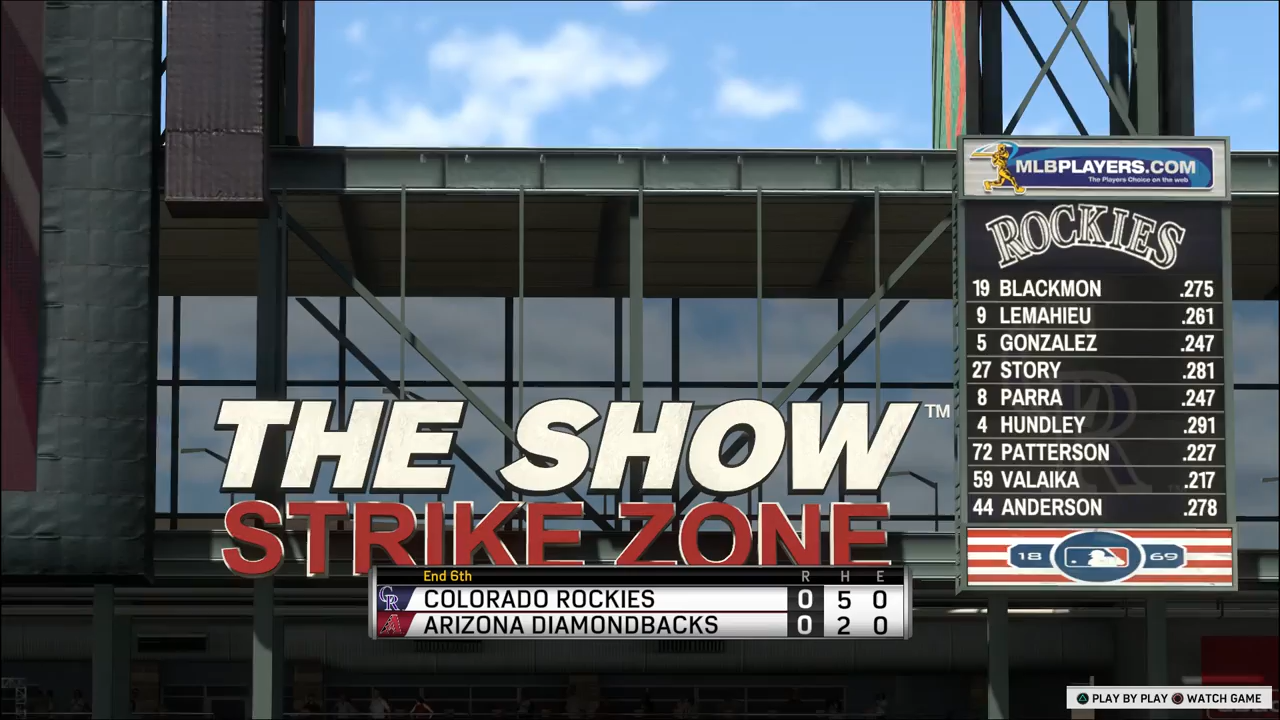 MLBPLAYERS.COM
The Players Choice on the web
ROCKIES
19 BLACKMON .275
9 LEMAHIEU .261
5 GONZALEZ .247
27 STORY .281
8 PARRA .247
4 HUNDLEY .291
72 PATTERSON .227
59 VALAIKA .217
44 ANDERSON .278
18 69
THE SHOW™
STRIKE ZONE
End 6th R H E
CR COLORADO ROCKIES 0 5 0
A ARIZONA DIAMONDBACKS 0 2 0
PLAY BY PLAY WATCH GAME